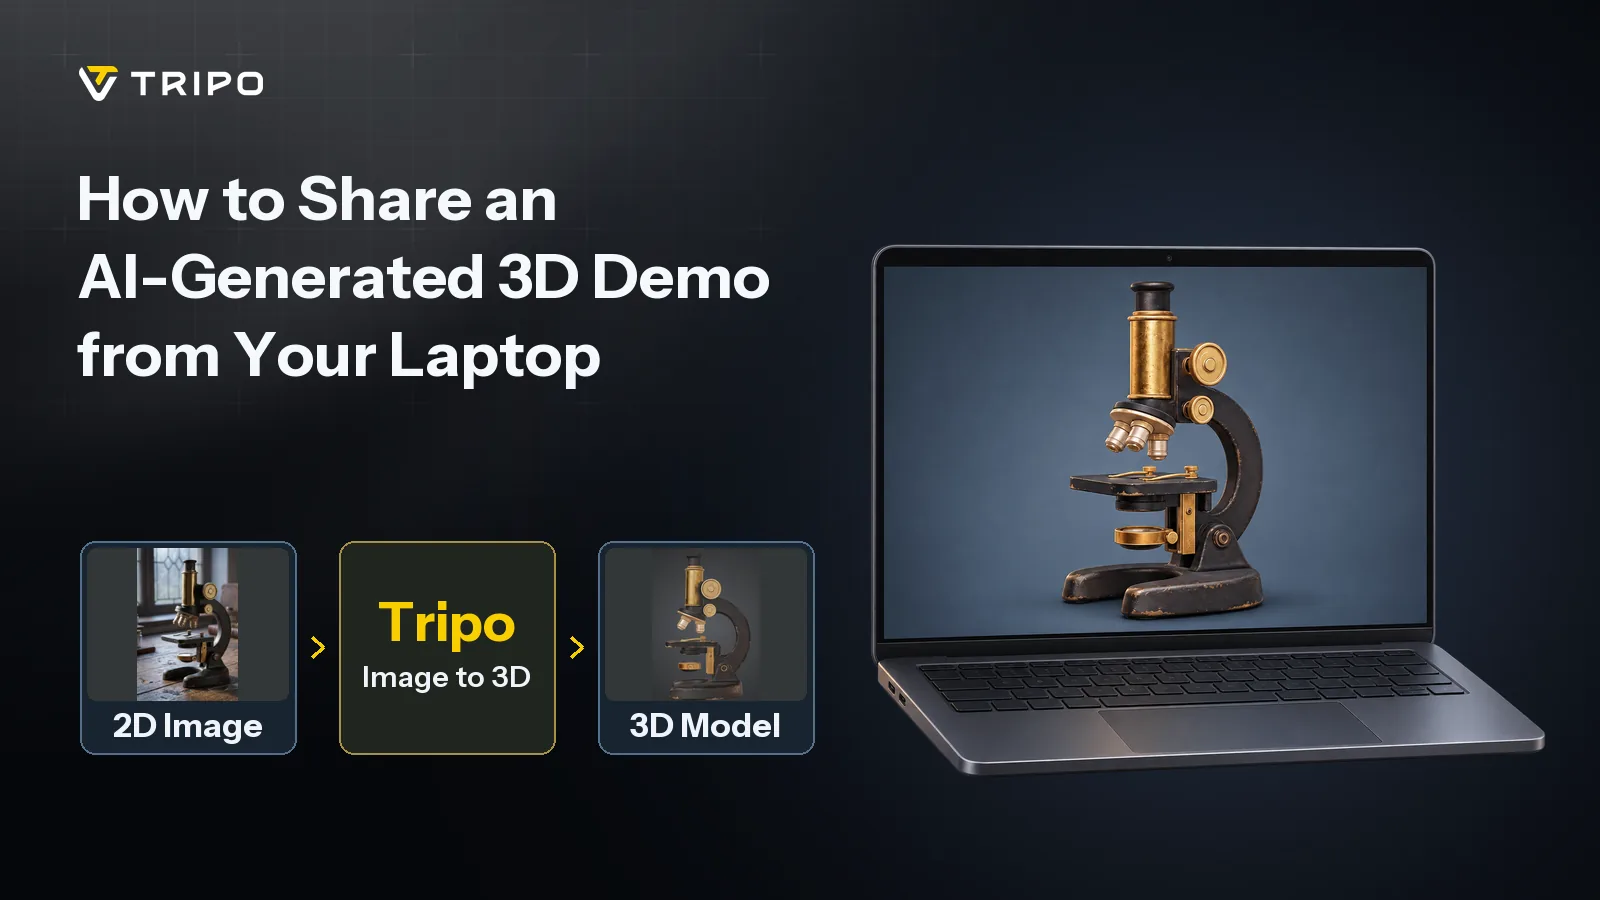 TRIPO
How to Share an
AI-Generated 3D Demo
from Your Laptop
2D Image
Tripo
Image to 3D
3D Model